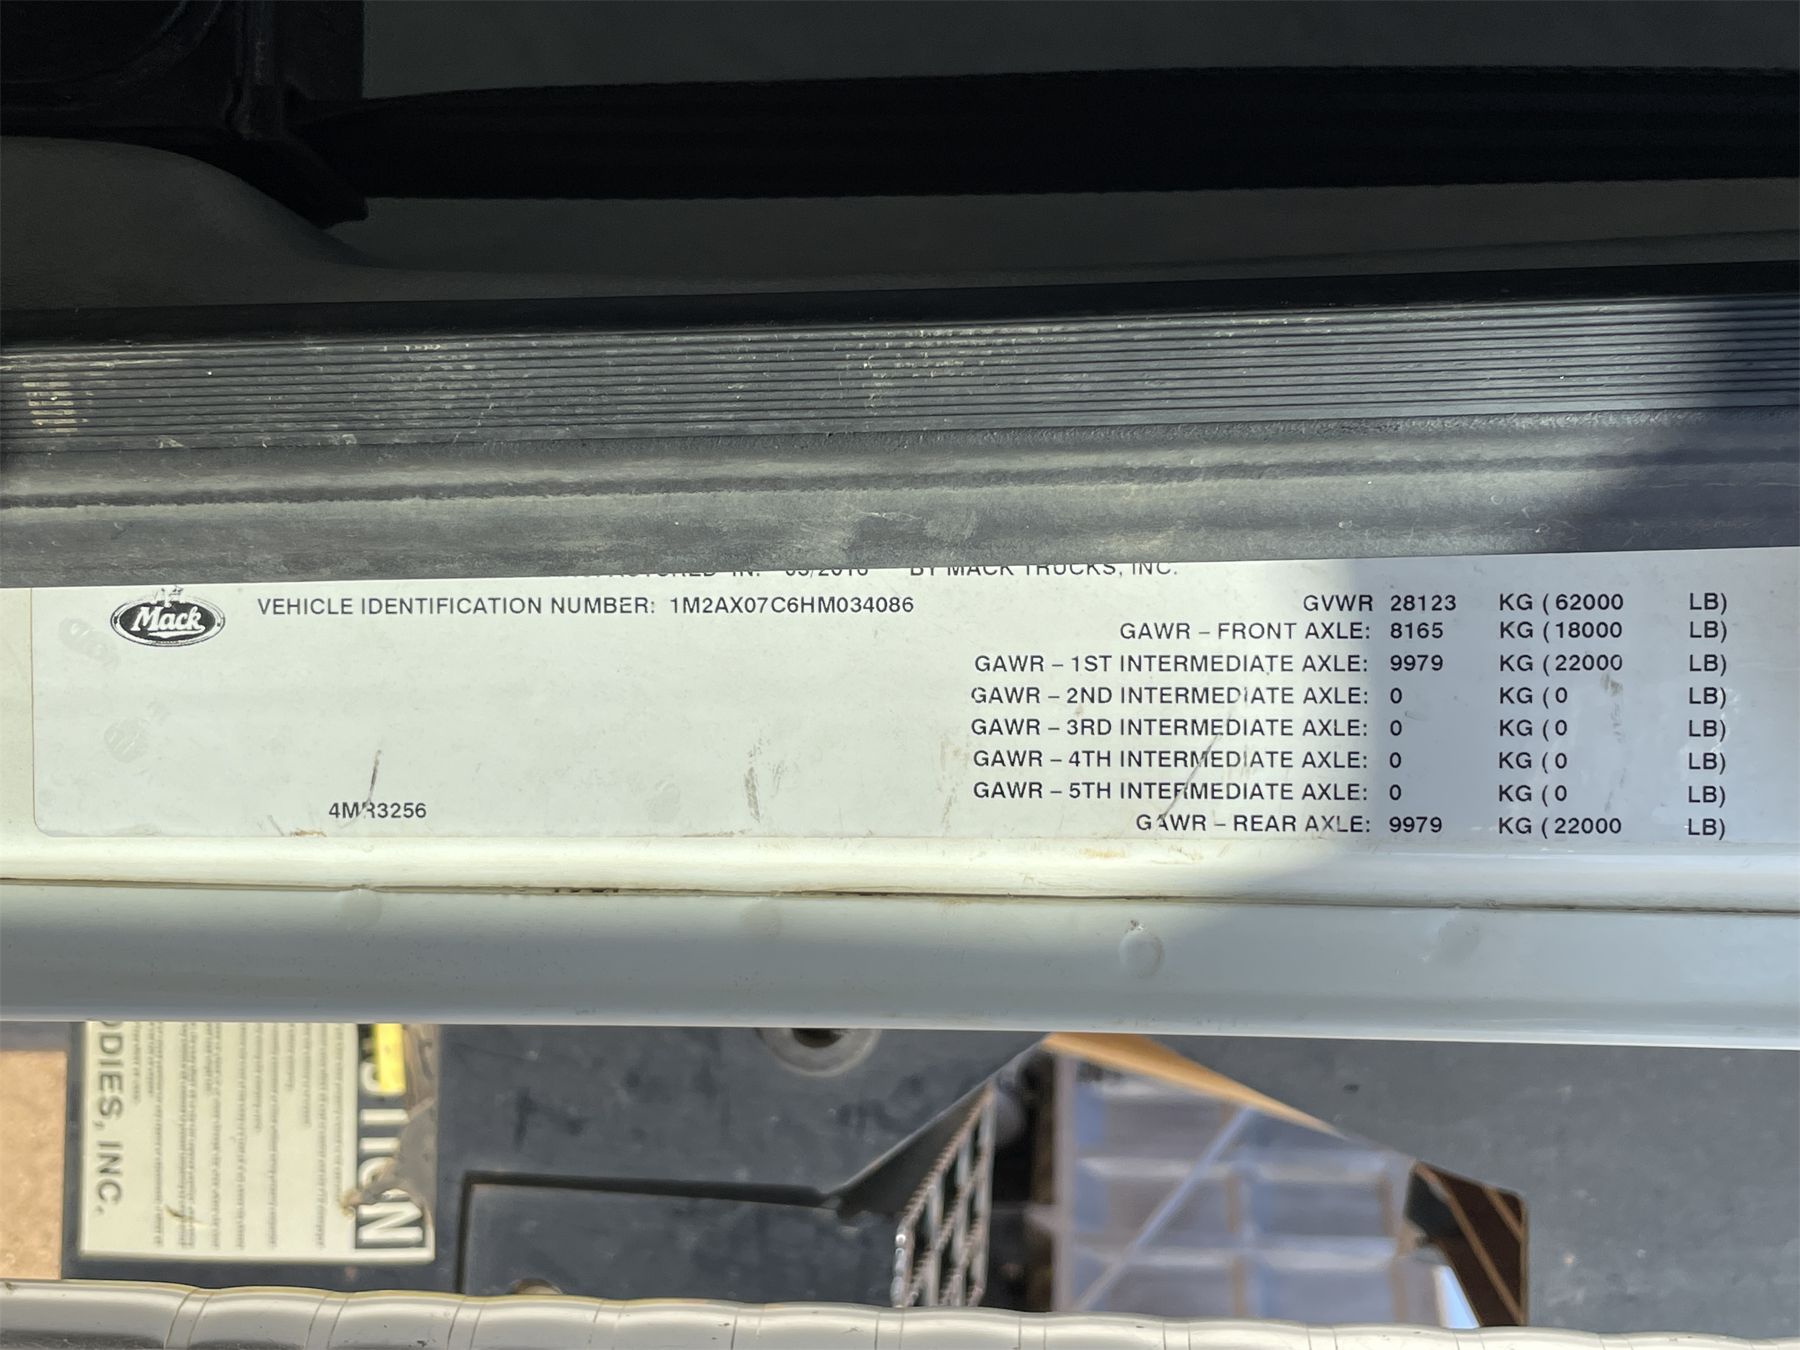 BY MACK TRUCKS, INC.
Mack
VEHICLE IDENTIFICATION NUMBER: 1M2AX07C6HM034086
GVWR 28123 KG ( 62000 LB)
GAWR – FRONT AXLE: 8165 KG ( 18000 LB)
GAWR – 1ST INTERMEDIATE AXLE: 9979 KG ( 22000 LB)
GAWR – 2ND INTERMEDIATE AXLE: 0 KG ( 0 LB)
GAWR – 3RD INTERMEDIATE AXLE: 0 KG ( 0 LB)
GAWR – 4TH INTERMEDIATE AXLE: 0 KG ( 0 LB)
GAWR – 5TH INTERMEDIATE AXLE: 0 KG ( 0 LB)
GAWR – REAR AXLE: 9979 KG ( 22000 LB)
4MR3256
INC.